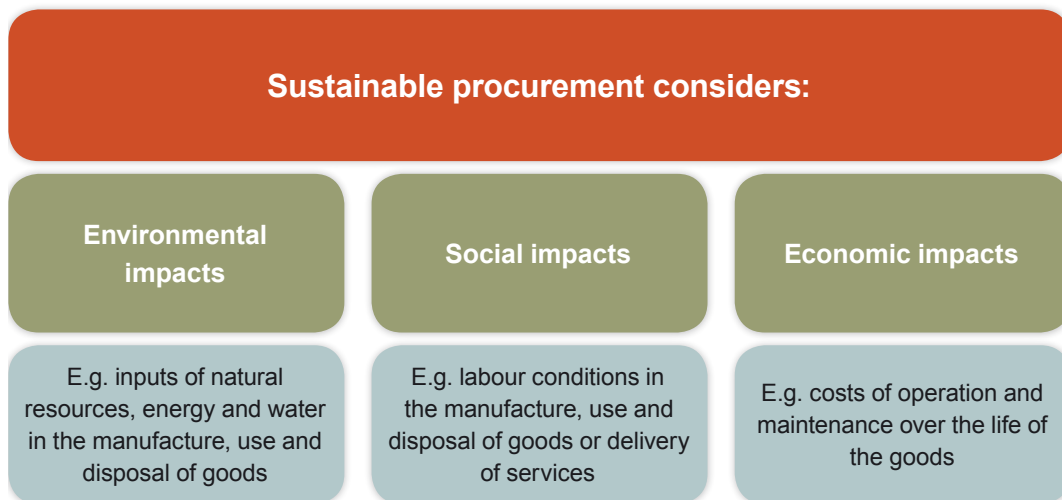 Sustainable procurement considers:
Environmental
impacts
Social impacts
Economic impacts
E.g. inputs of natural
resources, energy and water
in the manufacture, use and
disposal of goods
E.g. labour conditions in
the manufacture, use and
disposal of goods or delivery
of services
E.g. costs of operation and
maintenance over the life of
the goods